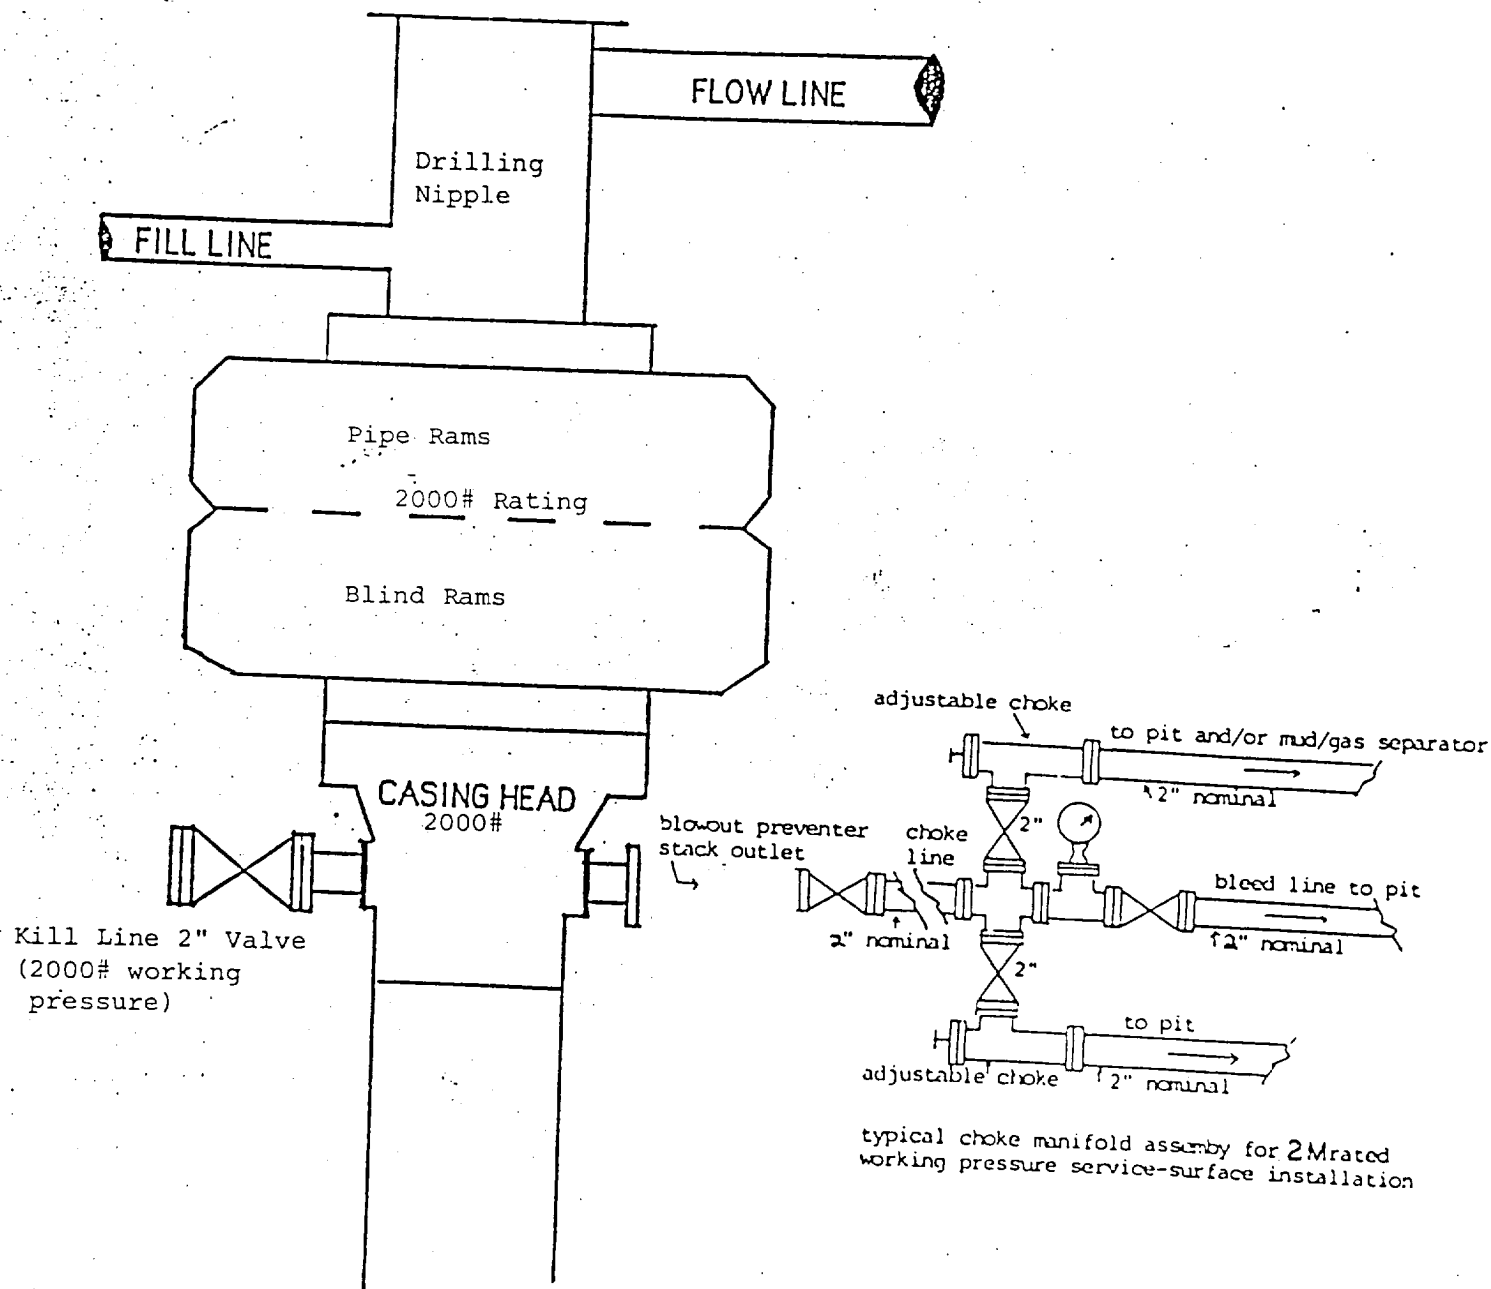 FLOW LINE
Drilling
Nipple
FILL LINE
Pipe Rams
2000# Rating
Blind Rams
CASING HEAD
2000#
Kill Line 2" Valve
(2000# working
pressure)
blowout preventer
stack outlet
adjustable choke
to pit and/or mud/gas separator
2" nominal
2"
choke
line
2" nominal
bleed line to pit
2" nominal
2"
to pit
adjustable choke
2" nominal
typical choke manifold assemby for 2M rated
working pressure service-surface installation